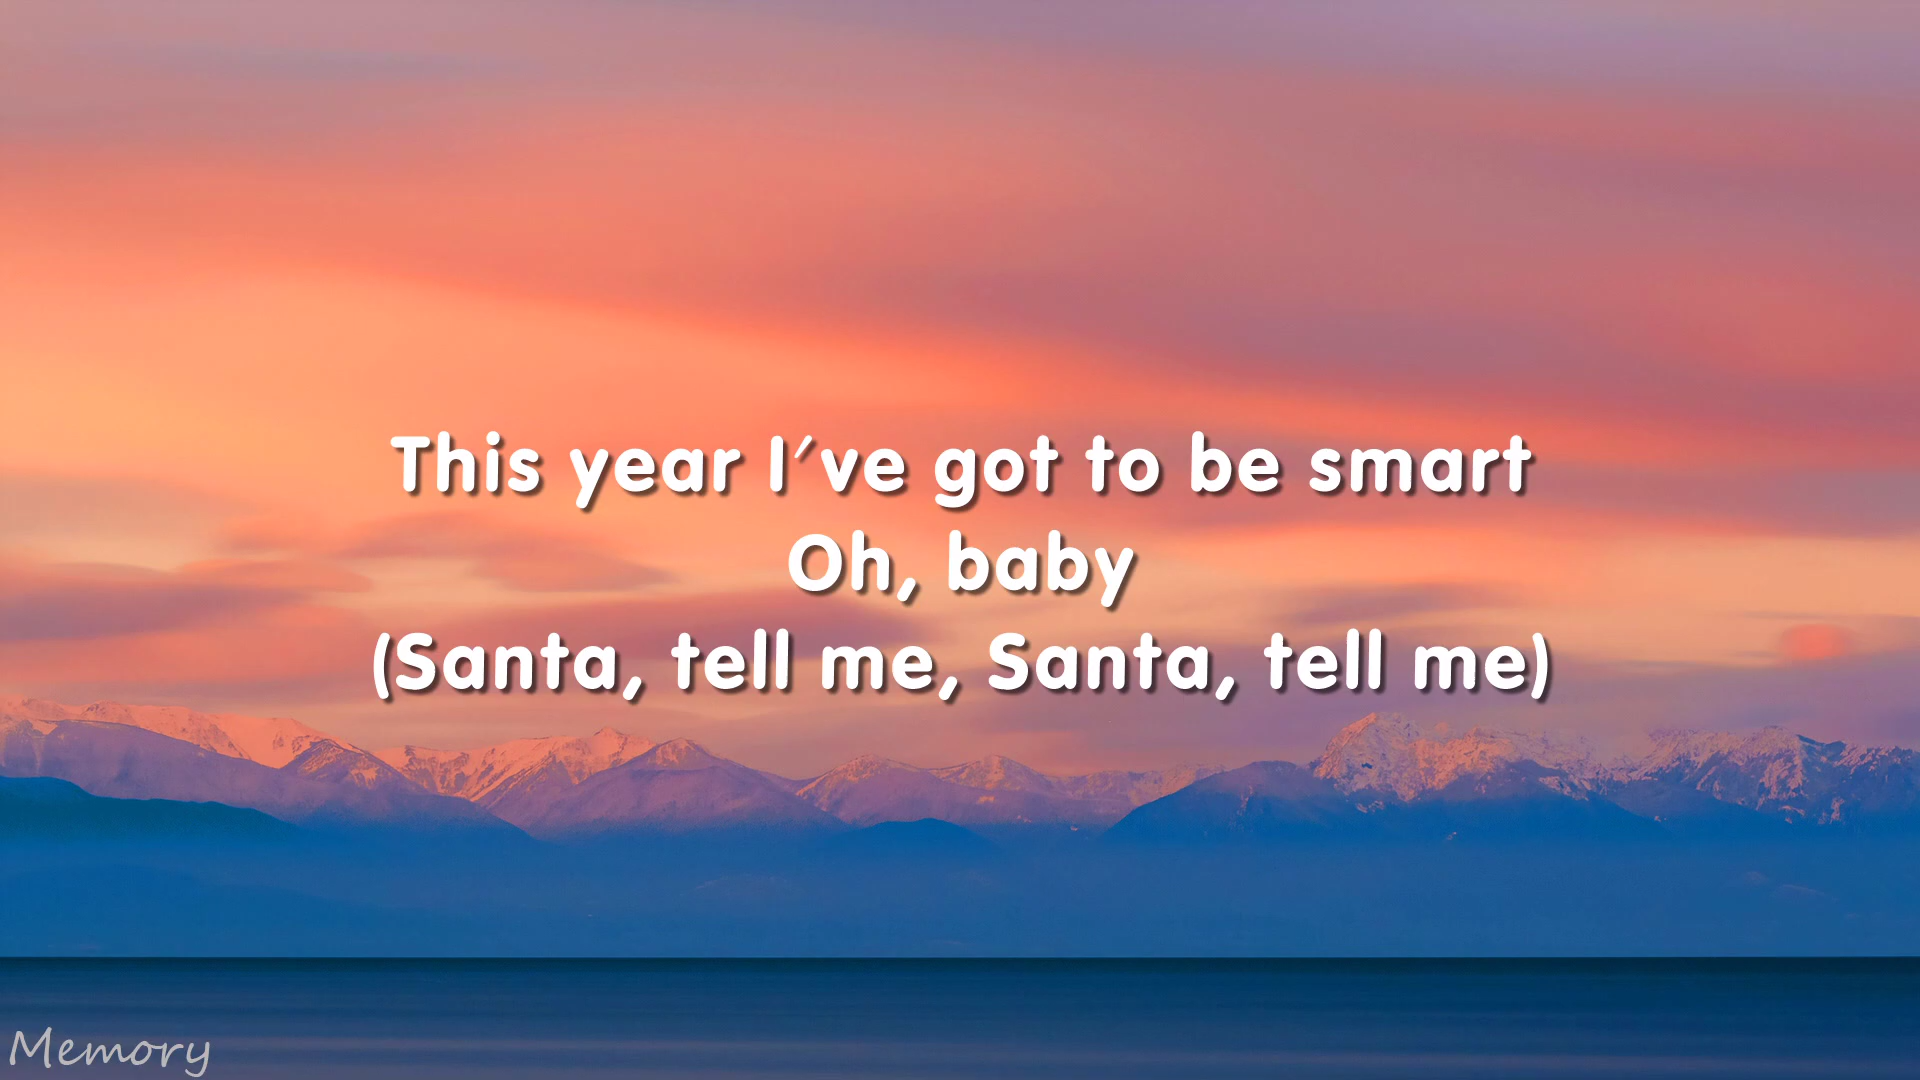 This year I've got to be smart
Oh, baby
(Santa, tell me, Santa, tell me)
Memory